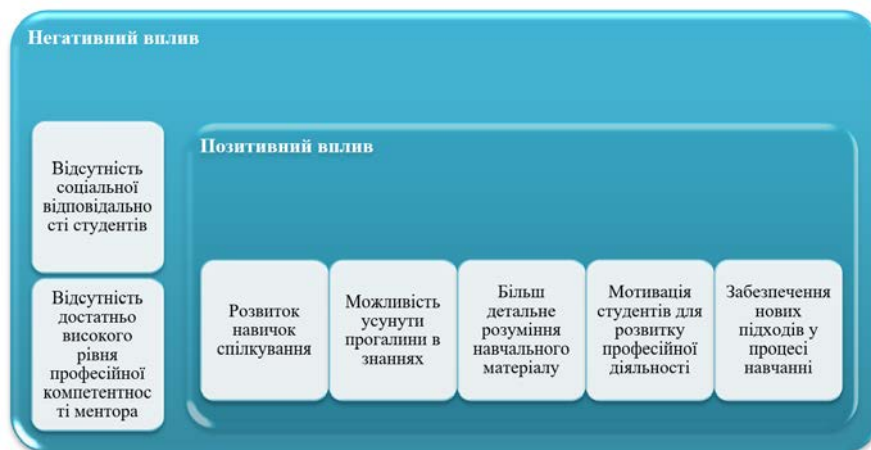 Негативний вплив
Відсутність
соціальної
відповідально
сті студентів
Відсутність
достатньо
високого
рівня
професійної
компетентнос
ті ментора
Позитивний вплив
Розвиток
навичок
спілкування
Можливість
усунути
прогалини в
знаннях
Більш
детальне
розуміння
навчального
матеріалу
Мотивація
студентів для
розвитку
професійної
діяльності
Забезпечення
нових
підходів у
процесі
навчанні